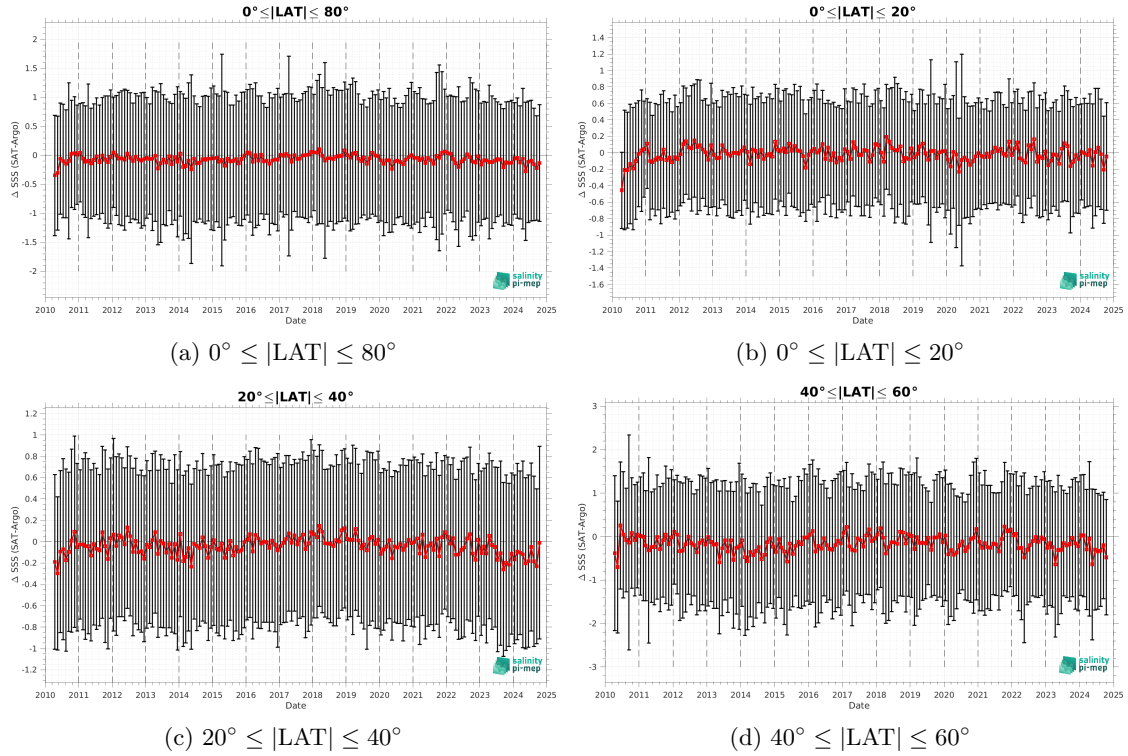 0°≤|LAT|≤ 80°
Δ SSS (SAT-Argo)
2
1.5
1
0.5
0
-0.5
-1
-1.5
-2
2010 2011 2012 2013 2014 2015 2016 2017 2018 2019 2020 2021 2022 2023 2024 2025
Date
salinity
pi-mep
(a) 0° ≤ |LAT| ≤ 80°
0°≤|LAT|≤ 20°
Δ SSS (SAT-Argo)
1.4
1.2
1
0.8
0.6
0.4
0.2
0
-0.2
-0.4
-0.6
-0.8
-1
-1.2
-1.4
-1.6
2010 2011 2012 2013 2014 2015 2016 2017 2018 2019 2020 2021 2022 2023 2024 2025
Date
salinity
pi-mep
(b) 0° ≤ |LAT| ≤ 20°
20°≤|LAT|≤ 40°
Δ SSS (SAT-Argo)
1.2
1
0.8
0.6
0.4
0.2
0
-0.2
-0.4
-0.6
-0.8
-1
-1.2
2010 2011 2012 2013 2014 2015 2016 2017 2018 2019 2020 2021 2022 2023 2024 2025
Date
salinity
pi-mep
(c) 20° ≤ |LAT| ≤ 40°
40°≤|LAT|≤ 60°
Δ SSS (SAT-Argo)
3
2
1
0
-1
-2
-3
2010 2011 2012 2013 2014 2015 2016 2017 2018 2019 2020 2021 2022 2023 2024 2025
Date
salinity
pi-mep
(d) 40° ≤ |LAT| ≤ 60°